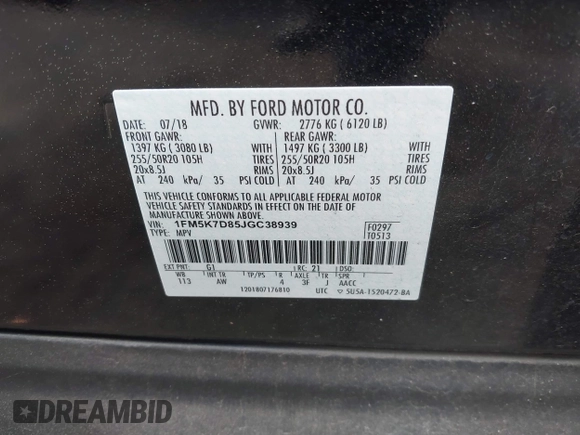 MFD. BY FORD MOTOR CO.
DATE: 07/18 GVWR: 2776 KG ( 6120 LB)
FRONT GAWR: REAR GAWR:
1397 KG ( 3080 LB) WITH 1497 KG ( 3300 LB) WITH
255/50R20 105H TIRES 255/50R20 105H TIRES
20x8.5J RIMS 20x8.5J RIMS
AT 240 kPa/ 35 PSI COLD AT 240 kPa/ 35 PSI COLD
THIS VEHICLE CONFORMS TO ALL APPLICABLE FEDERAL MOTOR
VEHICLE SAFETY STANDARDS IN EFFECT ON THE DATE OF
MANUFACTURE SHOWN ABOVE.
VIN: 1FM5K7D85JGC38939 F0297
TYPE: MPV T0513
EXT PNT: G1 RC: 21 DSO:
WB INT TR TP/PS R AXLE TR SPR
113 AW 4 3F J AACC
1201807176810 UTC 5U5A-1520472-BA
DREAMBID